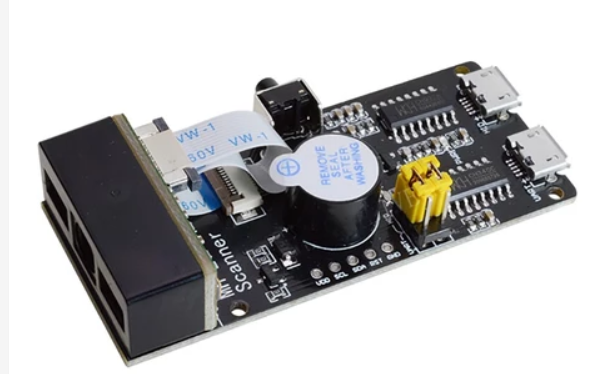 VW-1
60V VW-1
60V
REMOVE
SEAL
AFTER
WASHING
Scanner
VDD SCL SDA RST GND